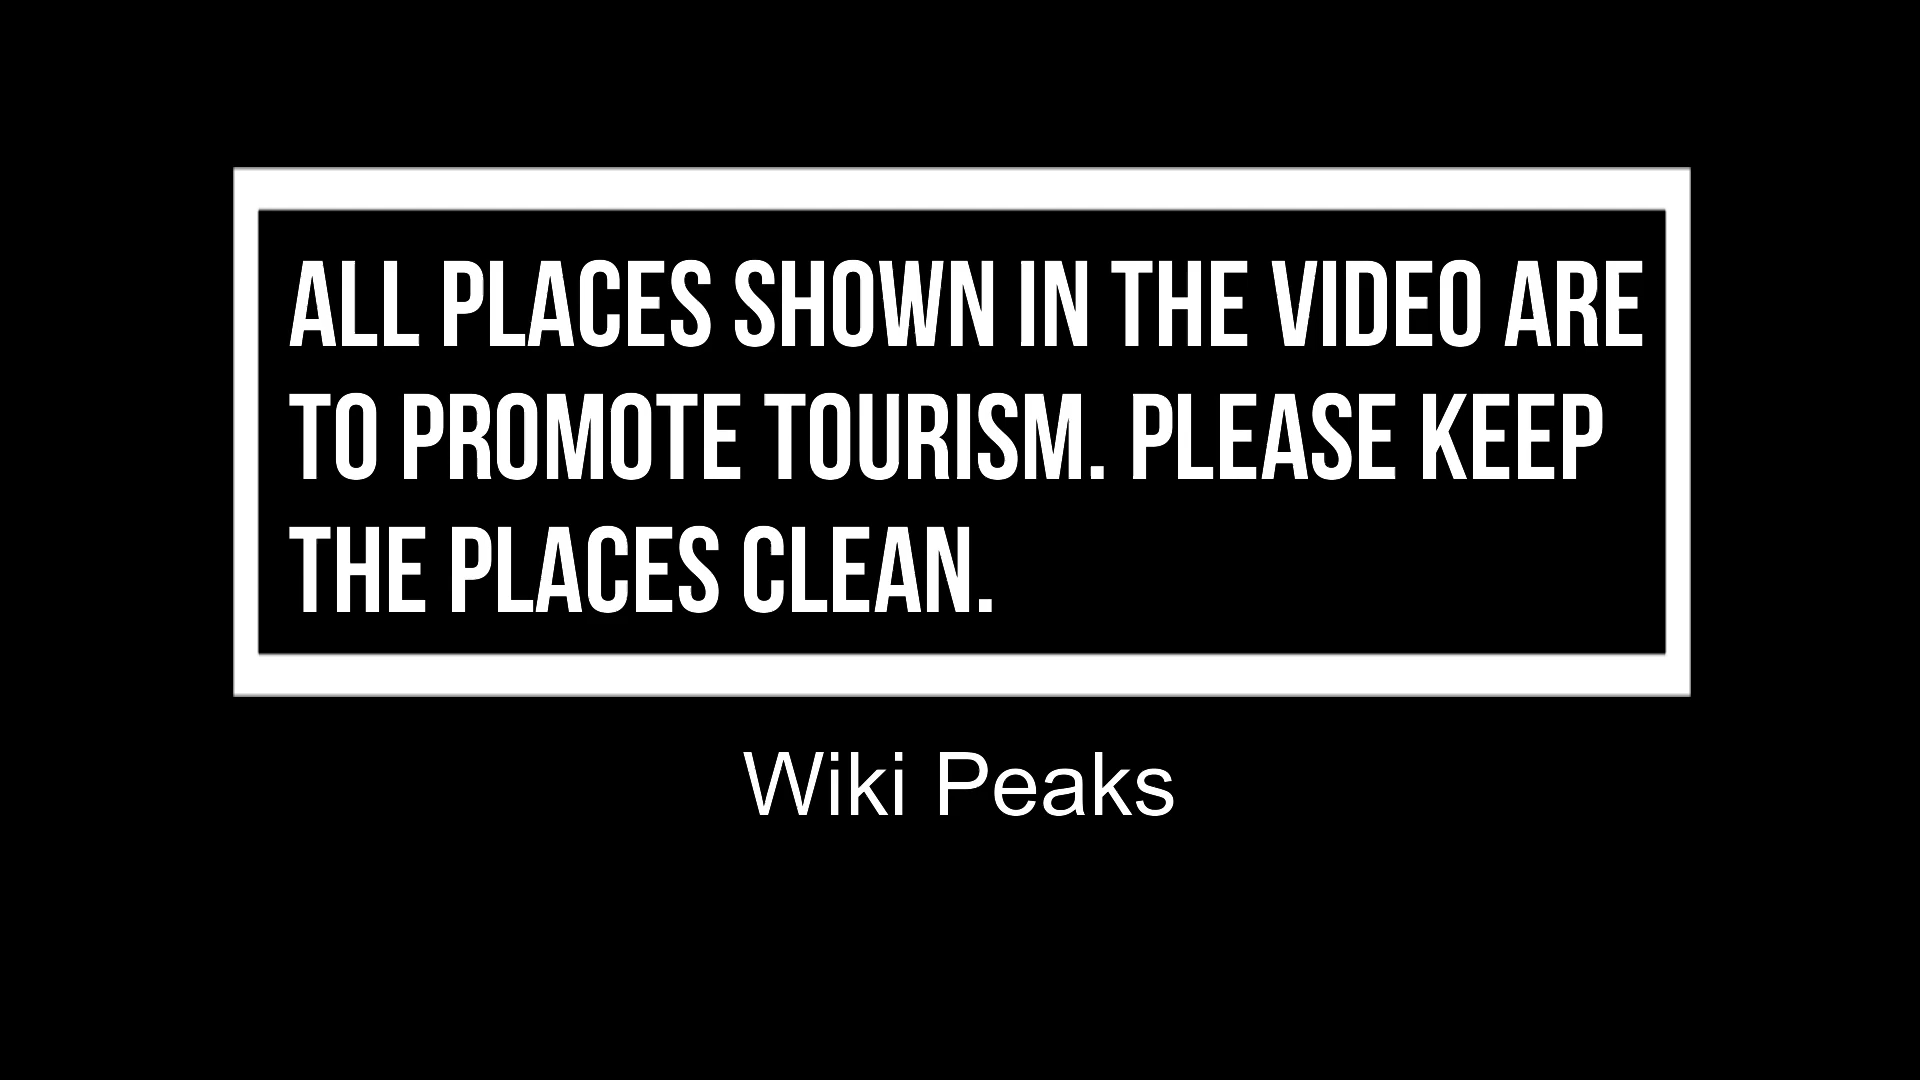 ALL PLACES SHOWN IN THE VIDEO ARE
TO PROMOTE TOURISM. PLEASE KEEP
THE PLACES CLEAN.
Wiki Peaks